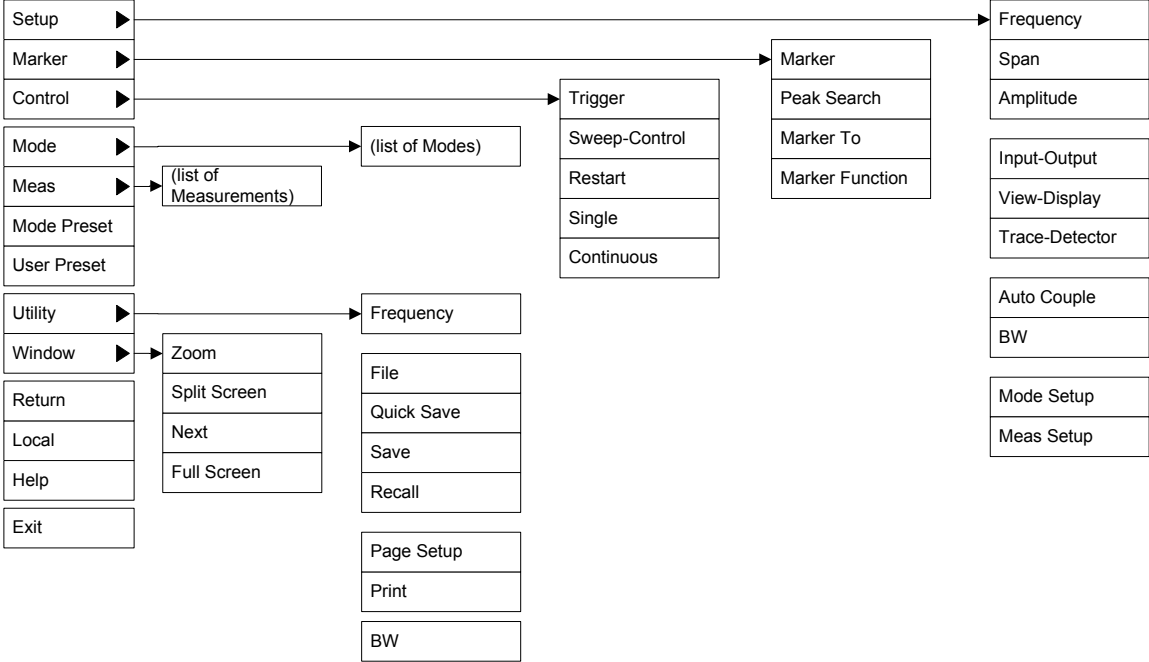 Setup
Marker
Control
Mode
Meas
Mode Preset
User Preset
Utility
Window
Return
Local
Help
Exit
(list of
Measurements)
Zoom
Split Screen
Next
Full Screen
(list of Modes)
Frequency
File
Quick Save
Save
Recall
Page Setup
Print
BW
Trigger
Sweep-Control
Restart
Single
Continuous
Marker
Peak Search
Marker To
Marker Function
Frequency
Span
Amplitude
Input-Output
View-Display
Trace-Detector
Auto Couple
BW
Mode Setup
Meas Setup